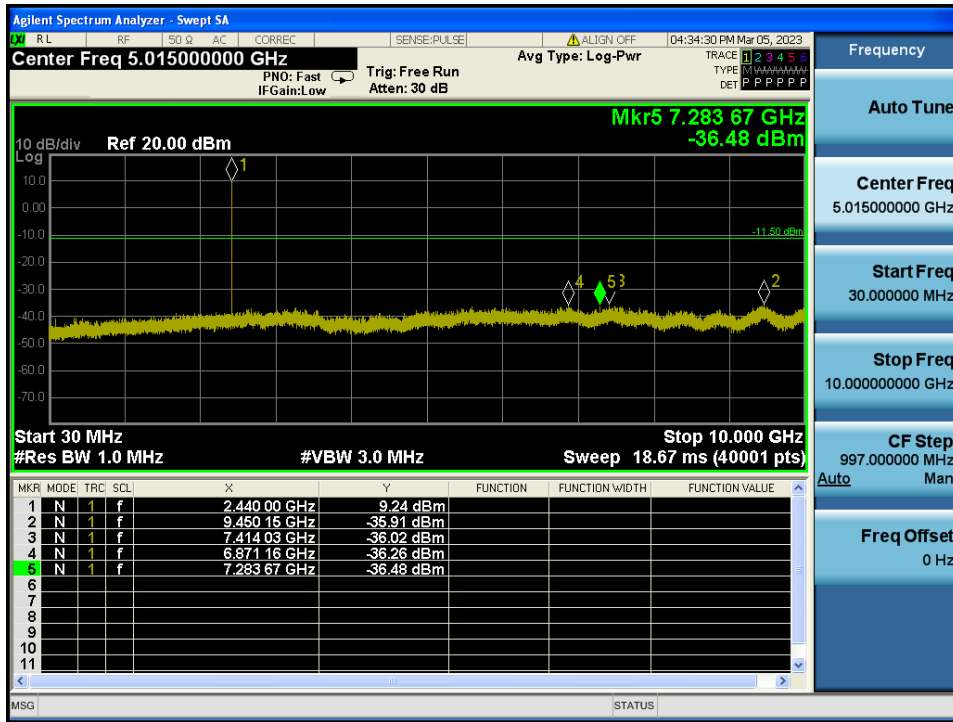 Agilent Spectrum Analyzer - Swept SA
LXI RL RF 50 Ω AC CORREC SENSE:PULSE ALIGN OFF 04:34:30 PM Mar 05, 2023
Center Freq 5.015000000 GHz
PNO: Fast
IFGain:Low
Trig: Free Run
Atten: 30 dB
Avg Type: Log-Pwr
TRACE 1 2 3 4 5 6
TYPE M W W W W W
DET P P P P P P
Mkr5 7.283 67 GHz
-36.48 dBm
10 dB/div Ref 20.00 dBm
Log
10.0
0.00
-10.0
-20.0
-30.0
-40.0
-50.0
-60.0
-70.0
1
-11.50 dBm
4
5
3
2
Start 30 MHz Stop 10.000 GHz
#Res BW 1.0 MHz #VBW 3.0 MHz Sweep 18.67 ms (40001 pts)
MKR MODE TRC SCL X Y FUNCTION FUNCTION WIDTH FUNCTION VALUE
1 N 1 f 2.440 00 GHz 9.24 dBm
2 N 1 f 9.450 15 GHz -35.91 dBm
3 N 1 f 7.414 03 GHz -36.02 dBm
4 N 1 f 6.871 16 GHz -36.26 dBm
5 N 1 f 7.283 67 GHz -36.48 dBm
6
7
8
9
10
11
MSG STATUS
Frequency
Auto Tune
Center Freq
5.015000000 GHz
Start Freq
30.000000 MHz
Stop Freq
10.000000000 GHz
CF Step
997.000000 MHz
Auto Man
Freq Offset
0 Hz